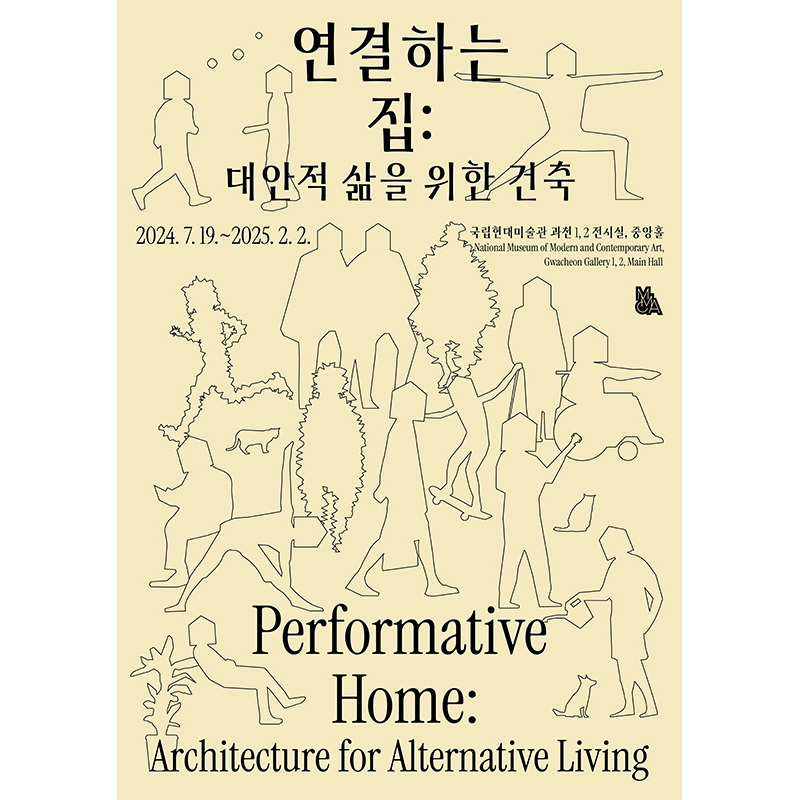 연결하는
집:
대안적 삶을 위한 건축
2024. 7. 19.~2025. 2. 2.
국립현대미술관 과천 1, 2 전시실, 중앙홀
National Museum of Modern and Contemporary Art,
Gwacheon Gallery 1, 2, Main Hall
MMCA
Performative
Home:
Architecture for Alternative Living